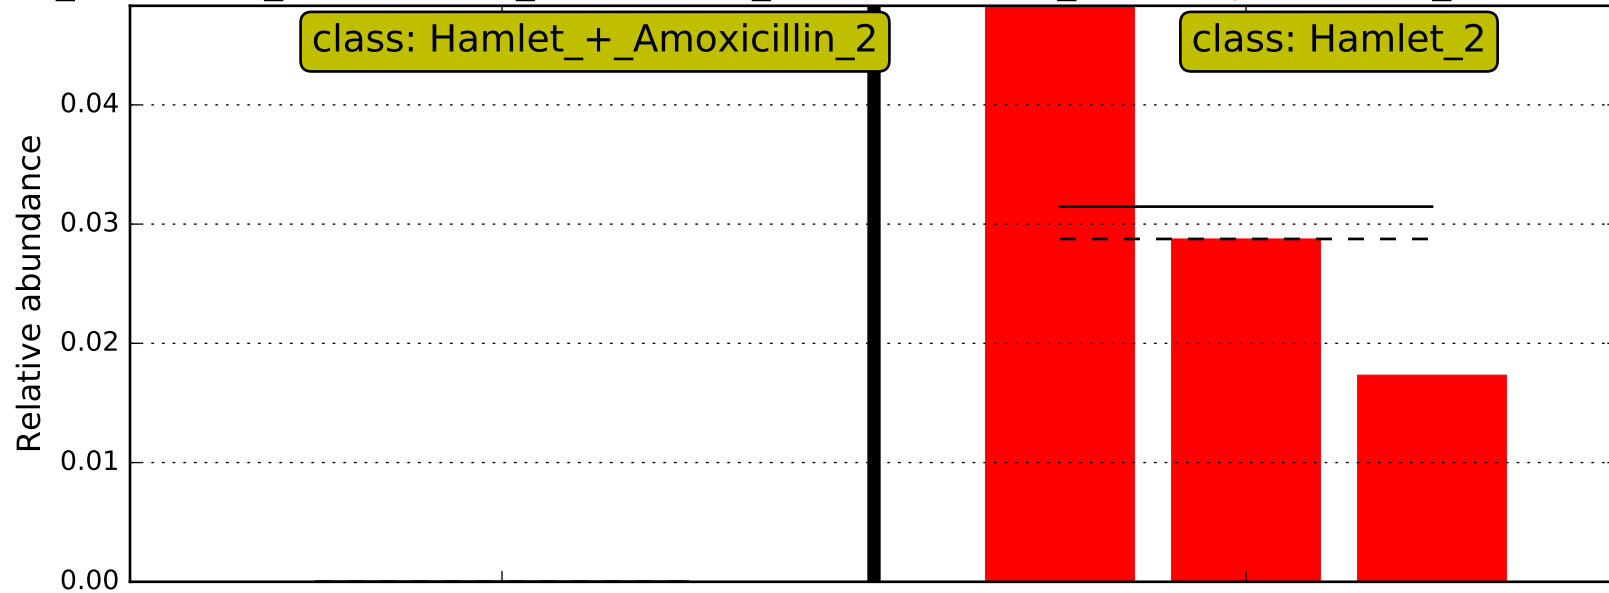 class: Hamlet_+_Amoxicillin_2
class: Hamlet_2
Relative abundance
0.04
0.03
0.02
0.01
0.00